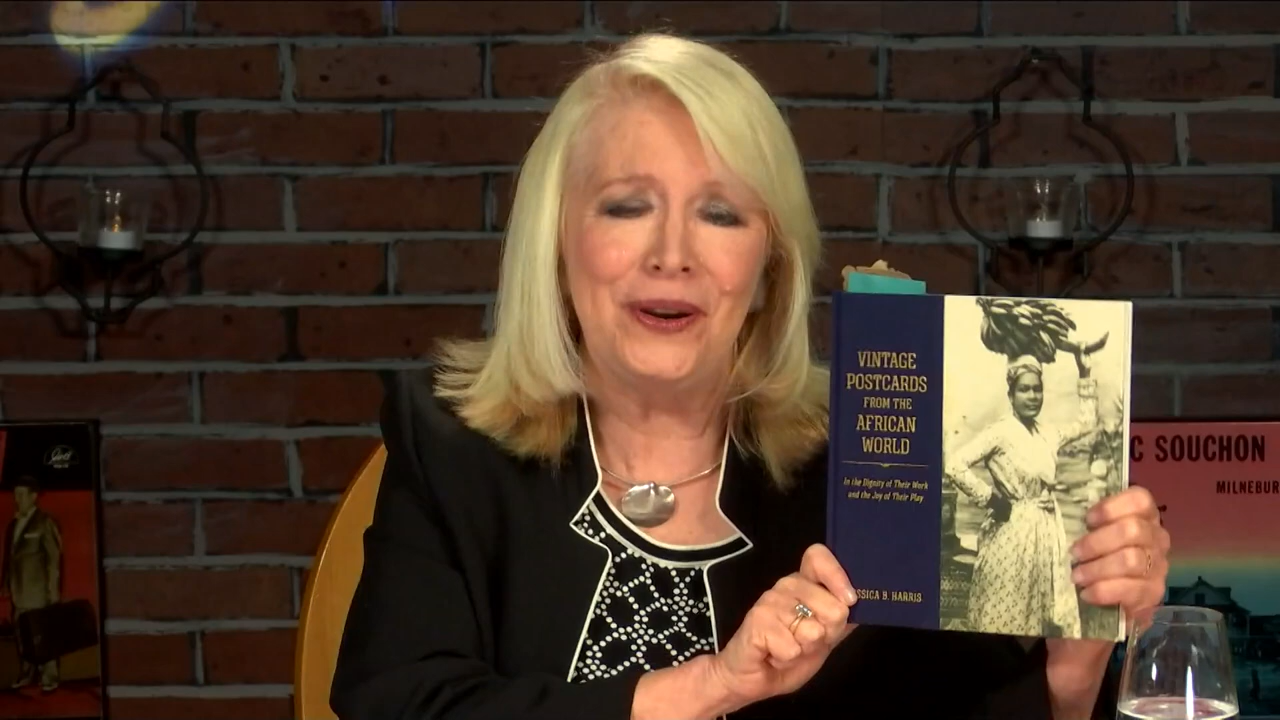 VINTAGE
POSTCARDS
FROM THE
AFRICAN
WORLD
In the Dignity of Their Work
and the Joy of Their Play
SSICA B. HARRIS
C SOUCHON
MILNEBUR